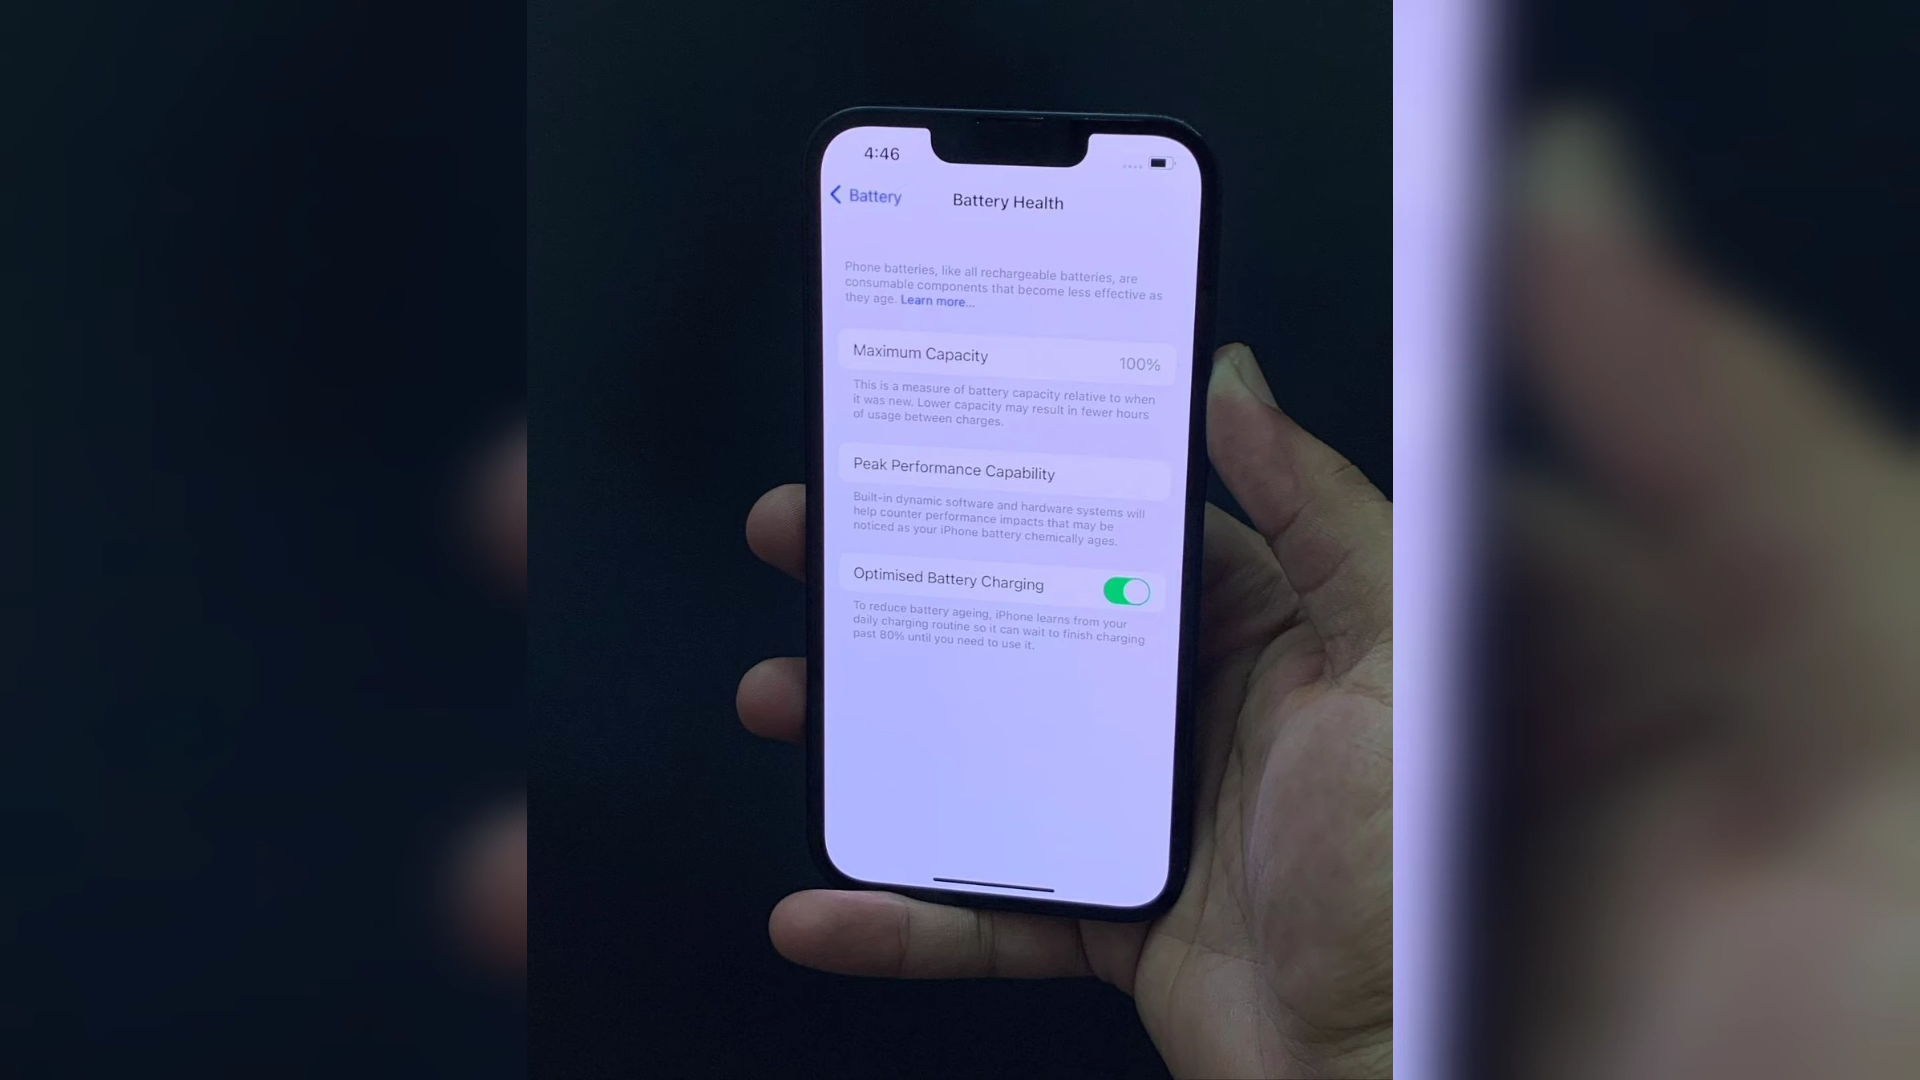 4:46
Battery
Battery Health
Phone batteries, like all rechargeable batteries, are
consumable components that become less effective as
they age. Learn more...
Maximum Capacity 100%
This is a measure of battery capacity relative to when
it was new. Lower capacity may result in fewer hours
of usage between charges.
Peak Performance Capability
Built-in dynamic software and hardware systems will
help counter performance impacts that may be
noticed as your iPhone battery chemically ages.
Optimised Battery Charging
To reduce battery ageing, iPhone learns from your
daily charging routine so it can wait to finish charging
past 80% until you need to use it.